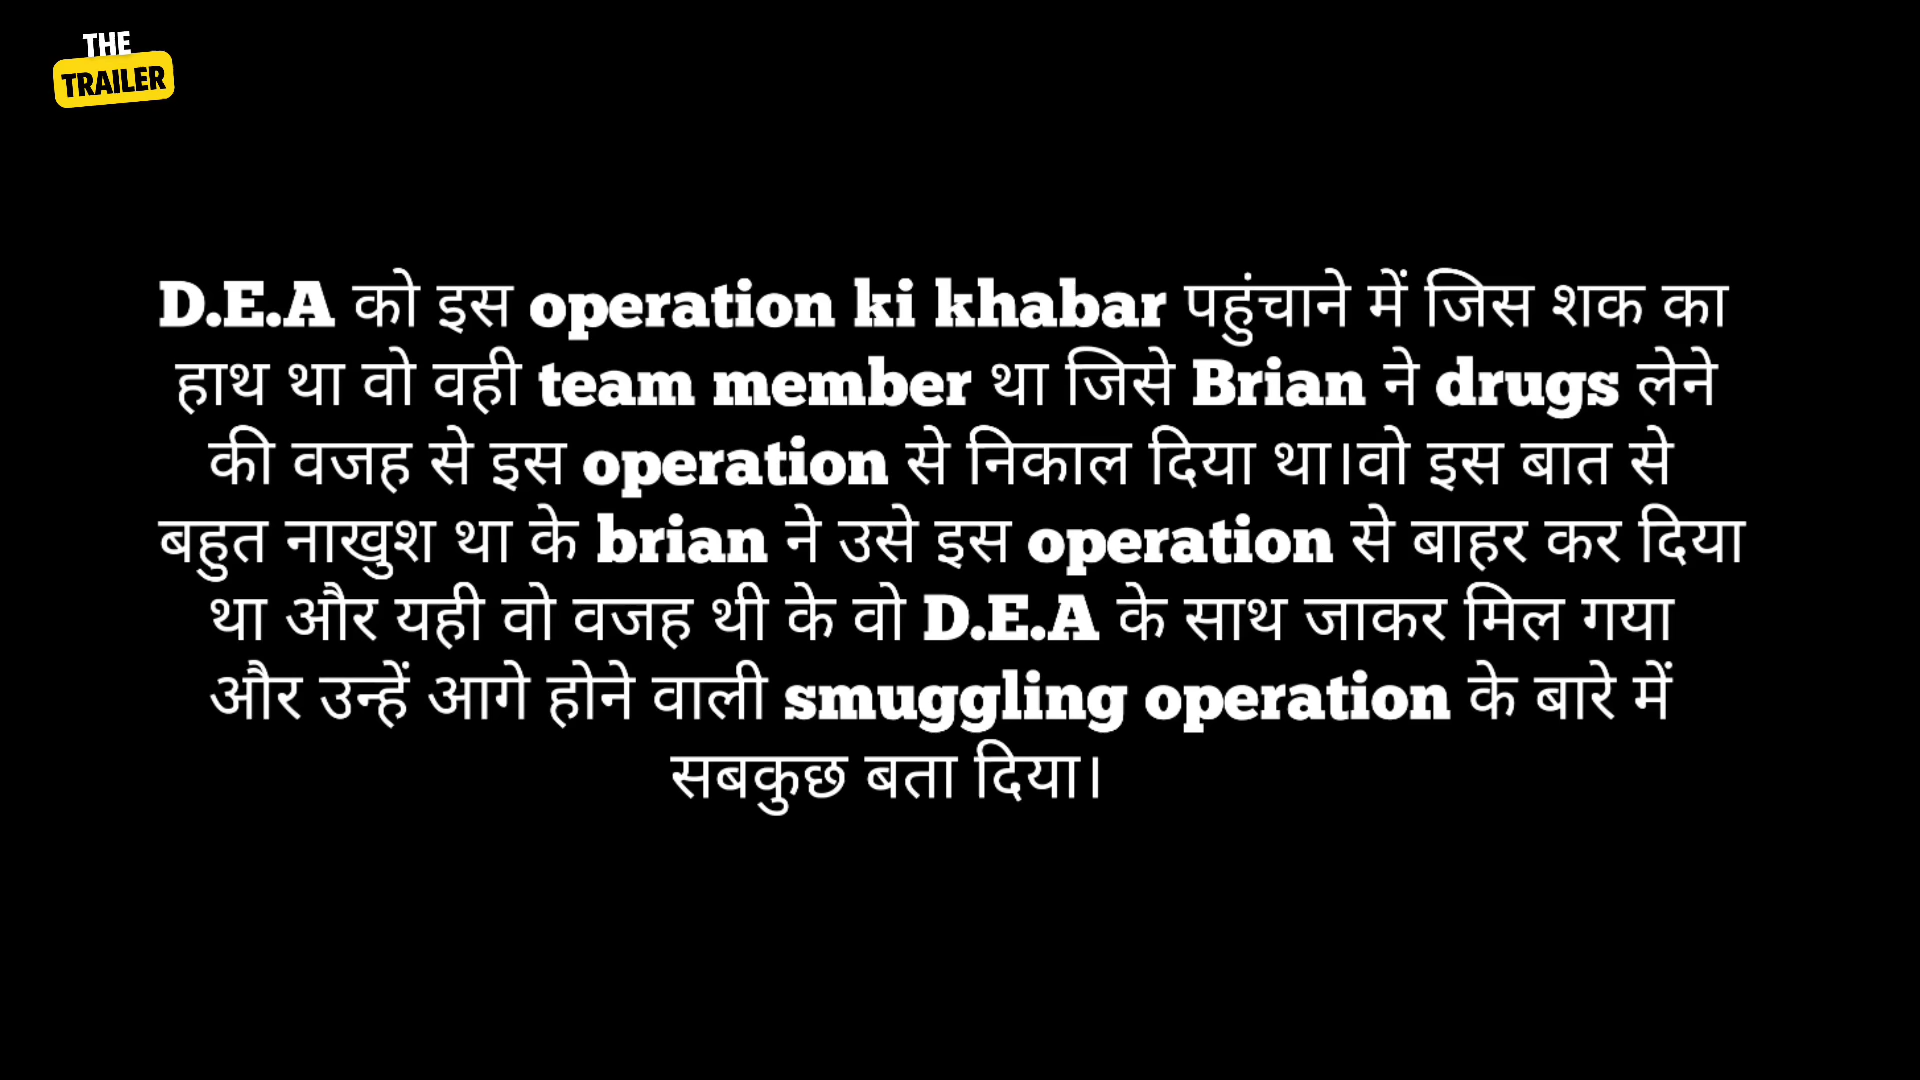 THE
TRAILER
D.E.A को इस operation ki khabar पहुंचाने में जिस शक का
हाथ था वो वही team member था जिसे Brian ने drugs लेने
की वजह से इस operation से निकाल दिया था।वो इस बात से
बहुत नाखुश था के brian ने उसे इस operation से बाहर कर दिया
था और यही वो वजह थी के वो D.E.A के साथ जाकर मिल गया
और उन्हें आगे होने वाली smuggling operation के बारे में
सबकुछ बता दिया।